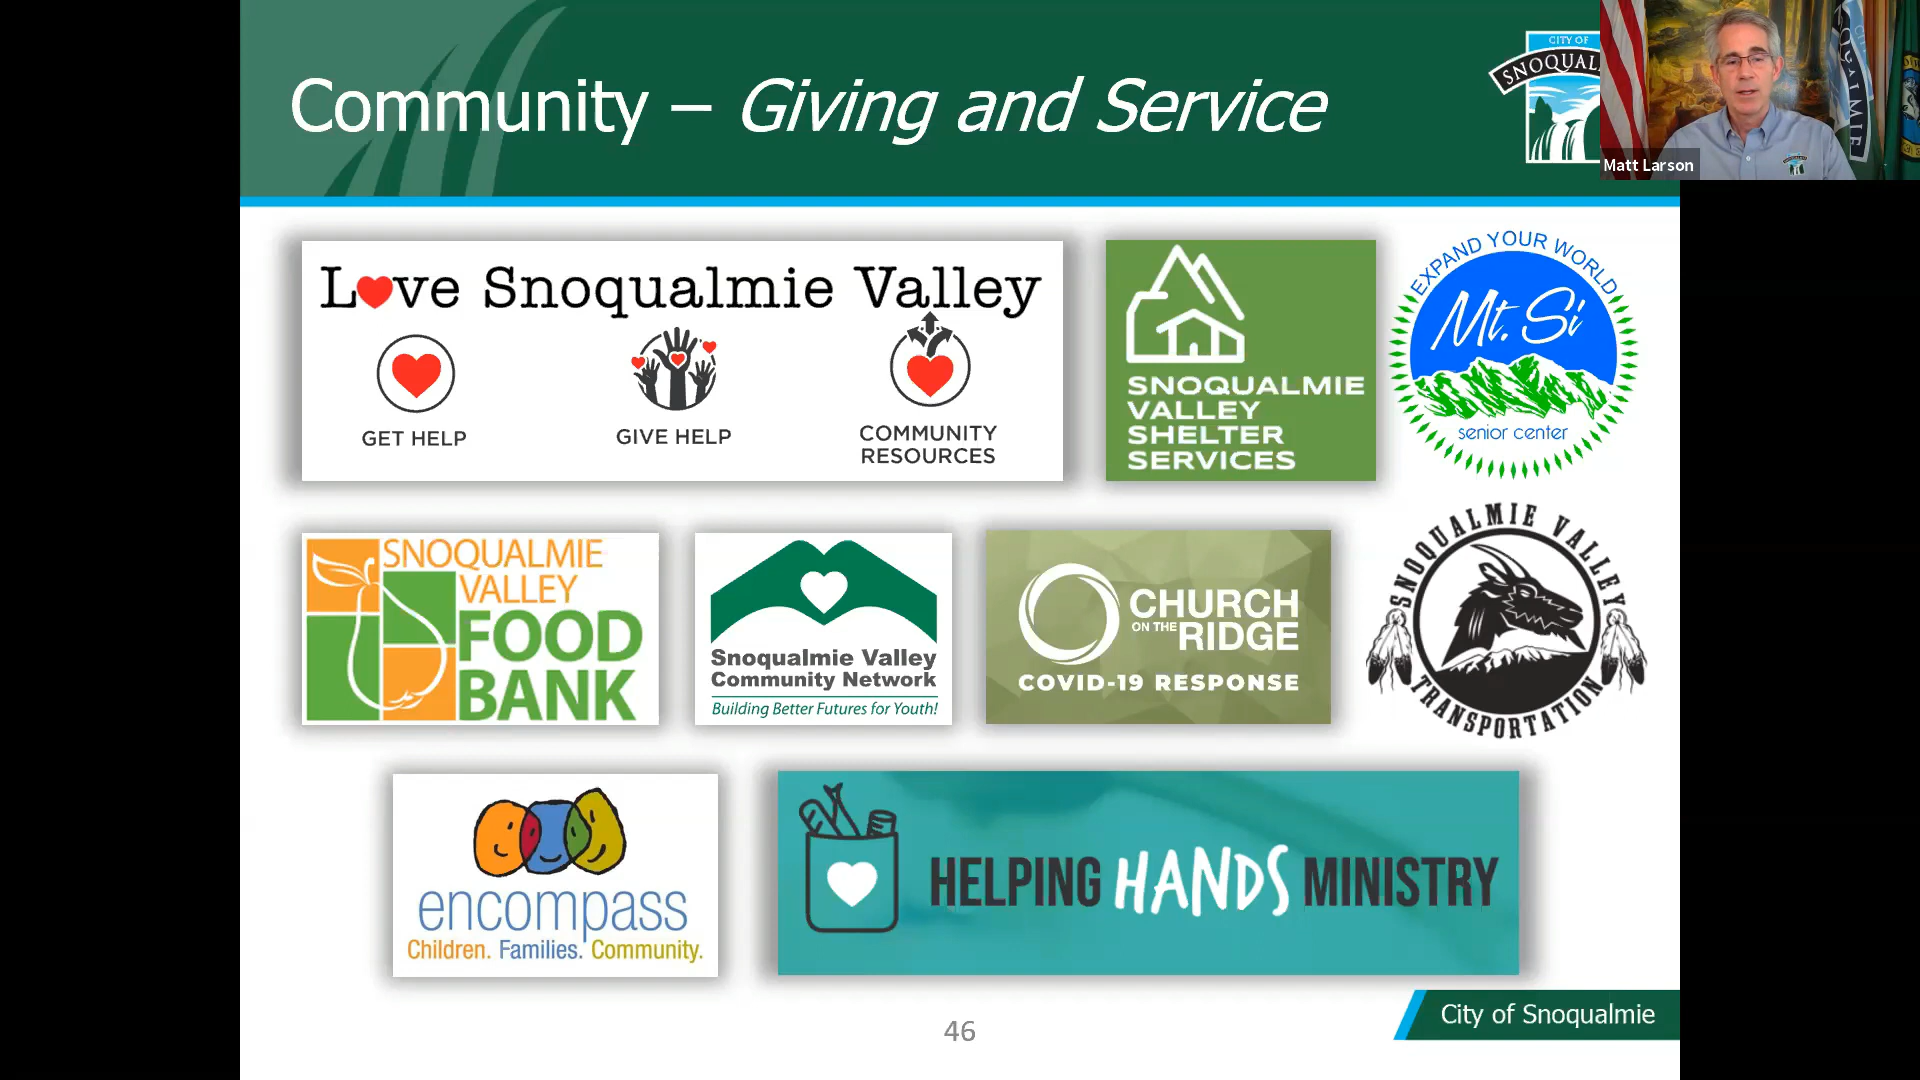 Community – Giving and Service
CITY OF
SNOQUAL
Matt Larson
Love Snoqualmie Valley
GET HELP
GIVE HELP
COMMUNITY
RESOURCES
SNOQUALMIE
VALLEY
SHELTER
SERVICES
EXPAND YOUR WORLD
Mt. Si
senior center
SNOQUALMIE
VALLEY
FOOD
BANK
Snoqualmie Valley
Community Network
Building Better Futures for Youth!
CHURCH
ON THE RIDGE
COVID-19 RESPONSE
SNOQUALMIE VALLEY
TRANSPORTATION
encompass
Children. Families. Community.
HELPING HANDS MINISTRY
46
City of Snoqualmie